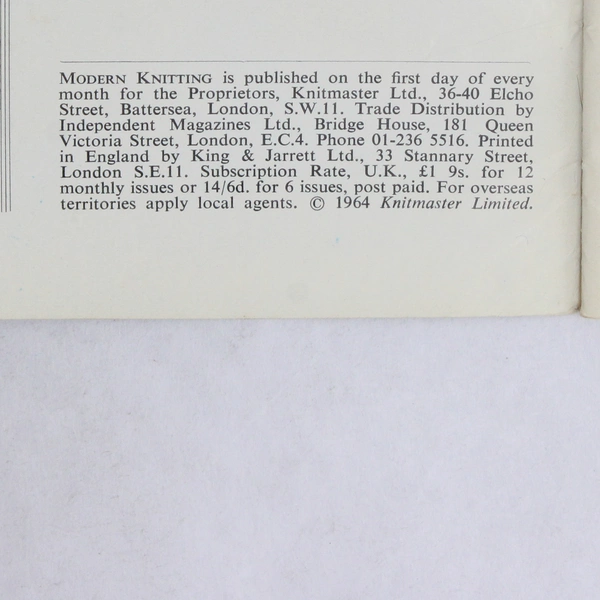 MODERN KNITTING is published on the first day of every
month for the Proprietors, Knitmaster Ltd., 36-40 Elcho
Street, Battersea, London, S.W.11. Trade Distribution by
Independent Magazines Ltd., Bridge House, 181 Queen
Victoria Street, London, E.C.4. Phone 01-236 5516. Printed
in England by King & Jarrett Ltd., 33 Stannary Street,
London S.E.11. Subscription Rate, U.K., £1 9s. for 12
monthly issues or 14/6d. for 6 issues, post paid. For overseas
territories apply local agents. © 1964 Knitmaster Limited.